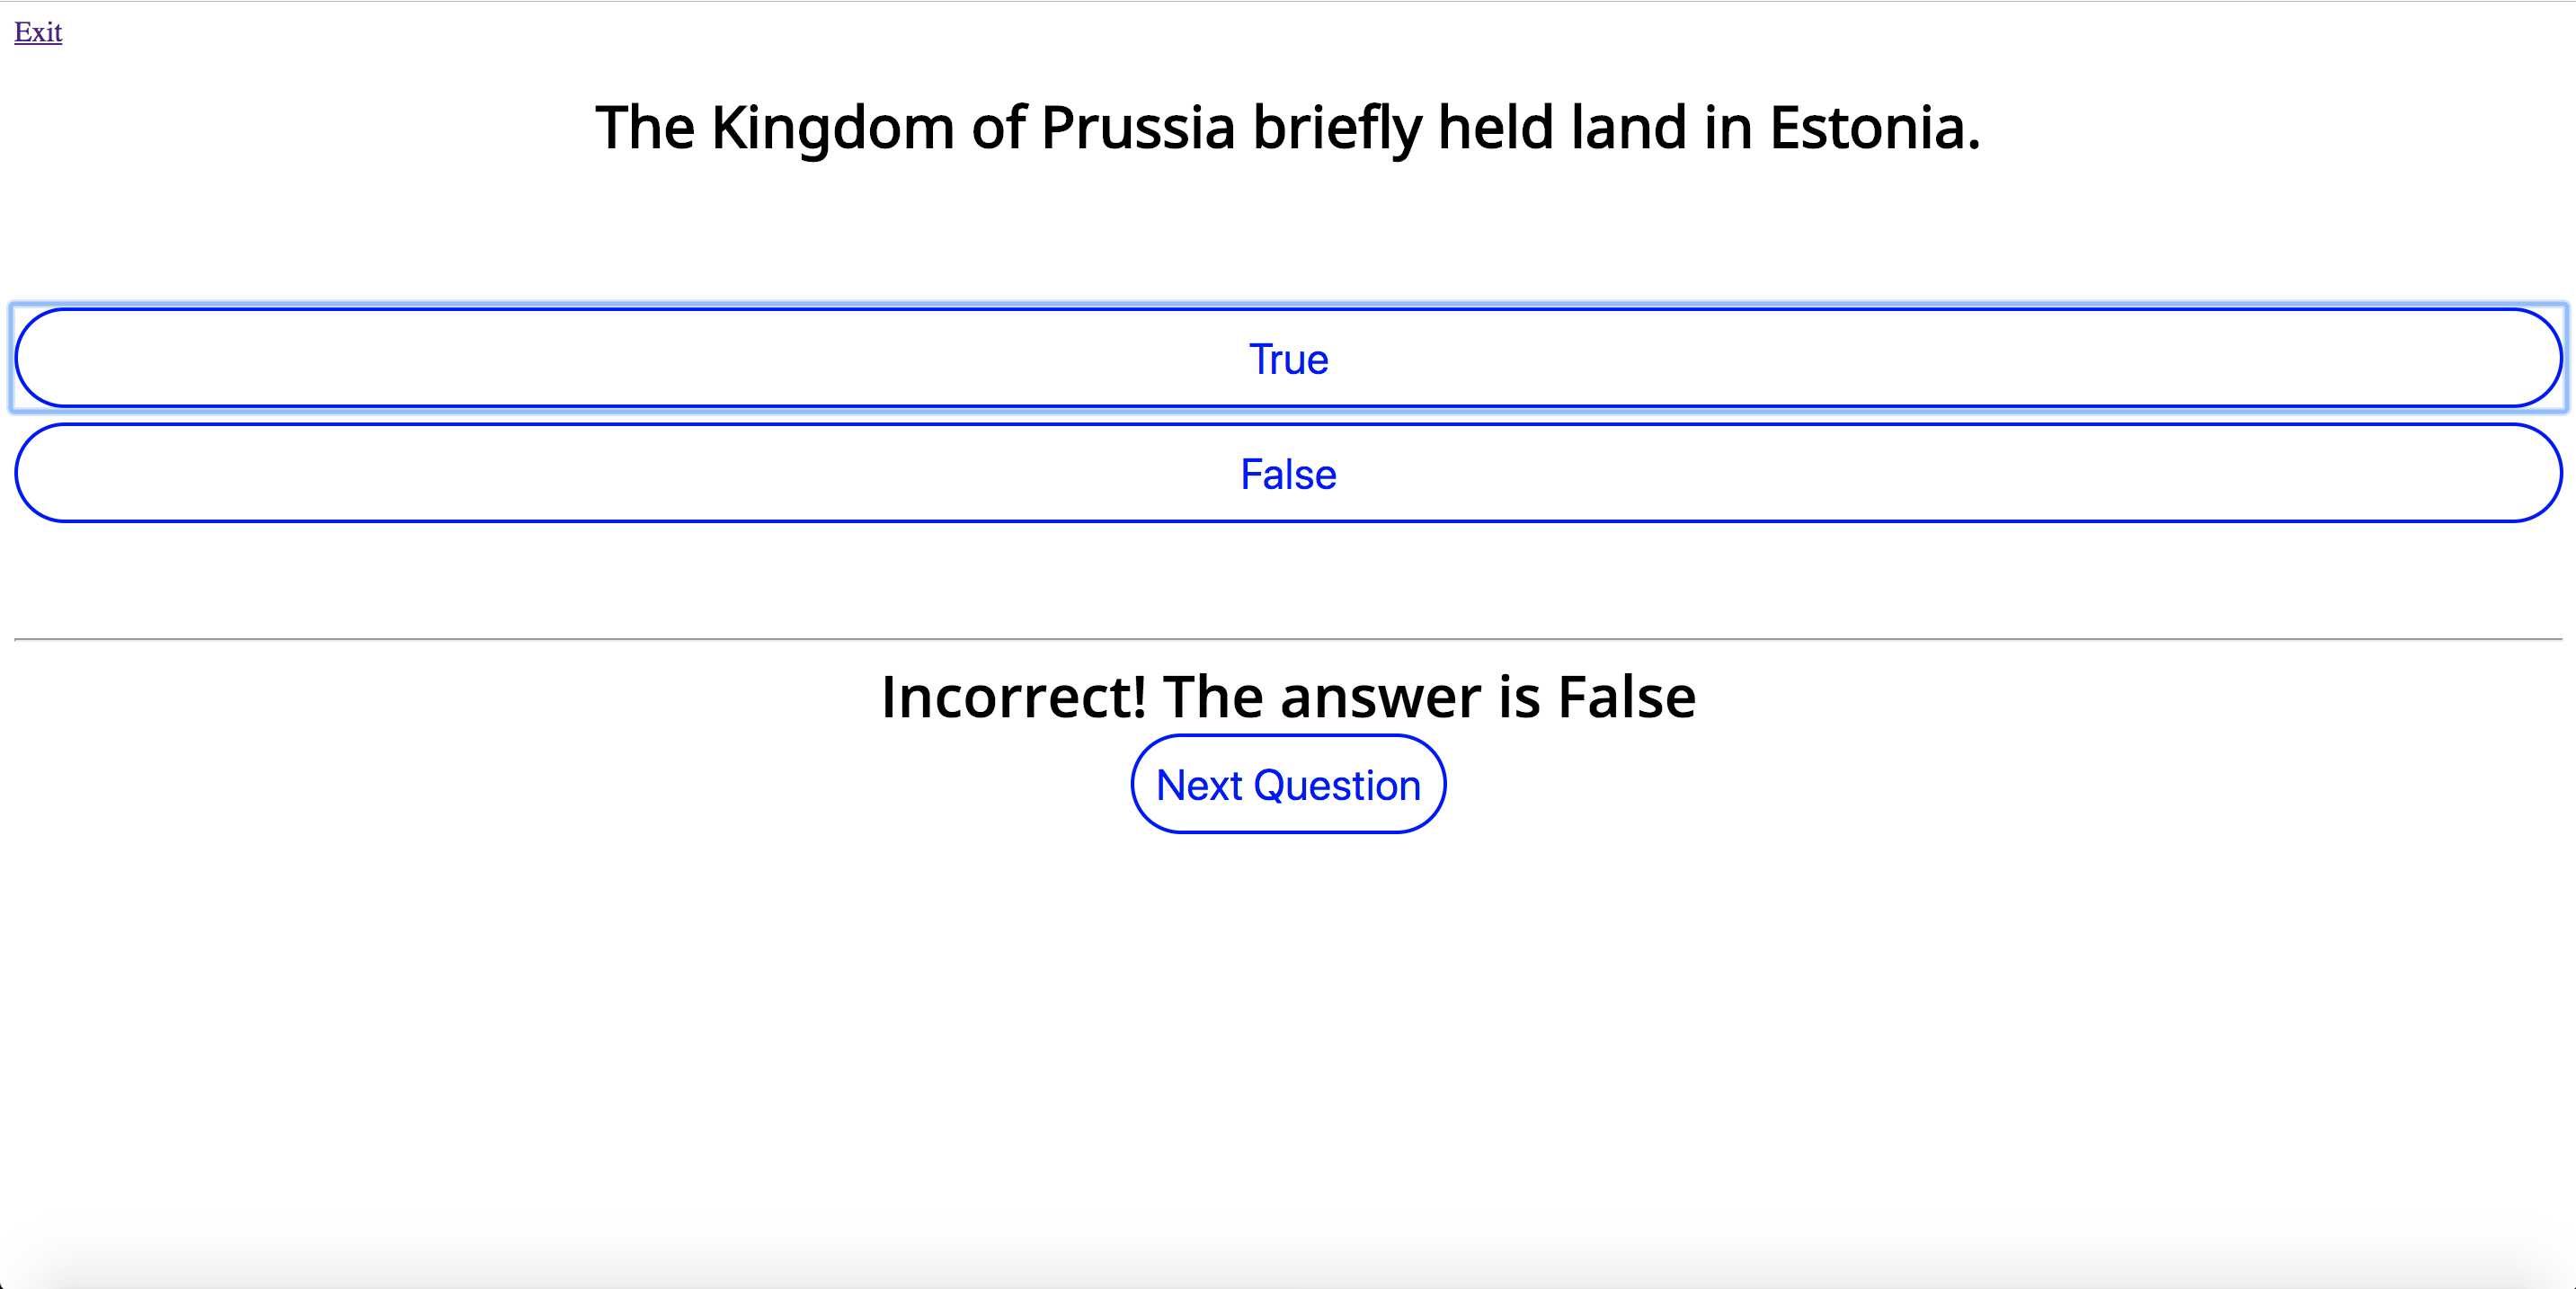 Exit
The Kingdom of Prussia briefly held land in Estonia.
True
False
Incorrect! The answer is False
Next Question